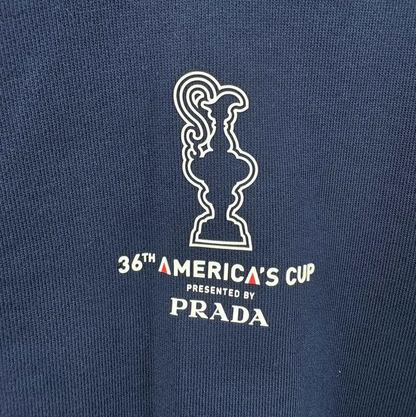 36TH AMERICA'S CUP
PRESENTED BY
PRADA